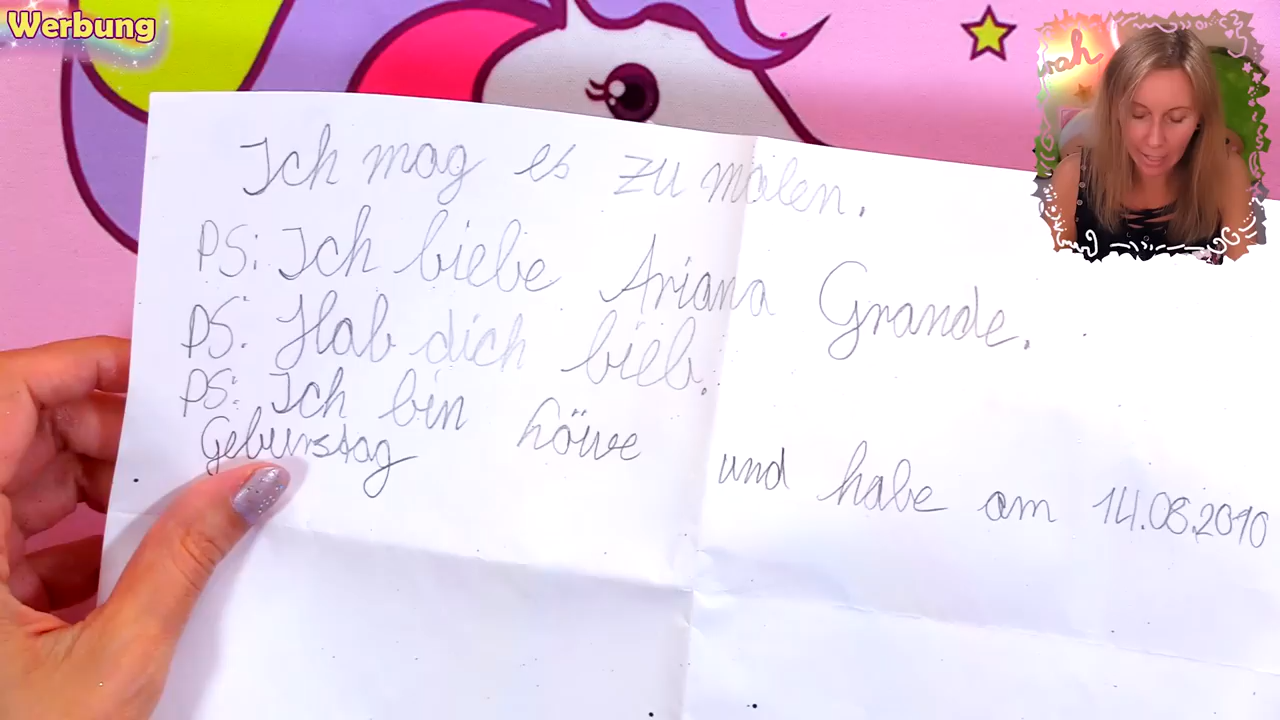 Werbung
rah
Ich mag es zu malen.
PS: Ich liebe Ariana Grande.
PS: Hab dich lieb.
PS: Ich bin Löwe und habe am 14.08.2010
Geburstag